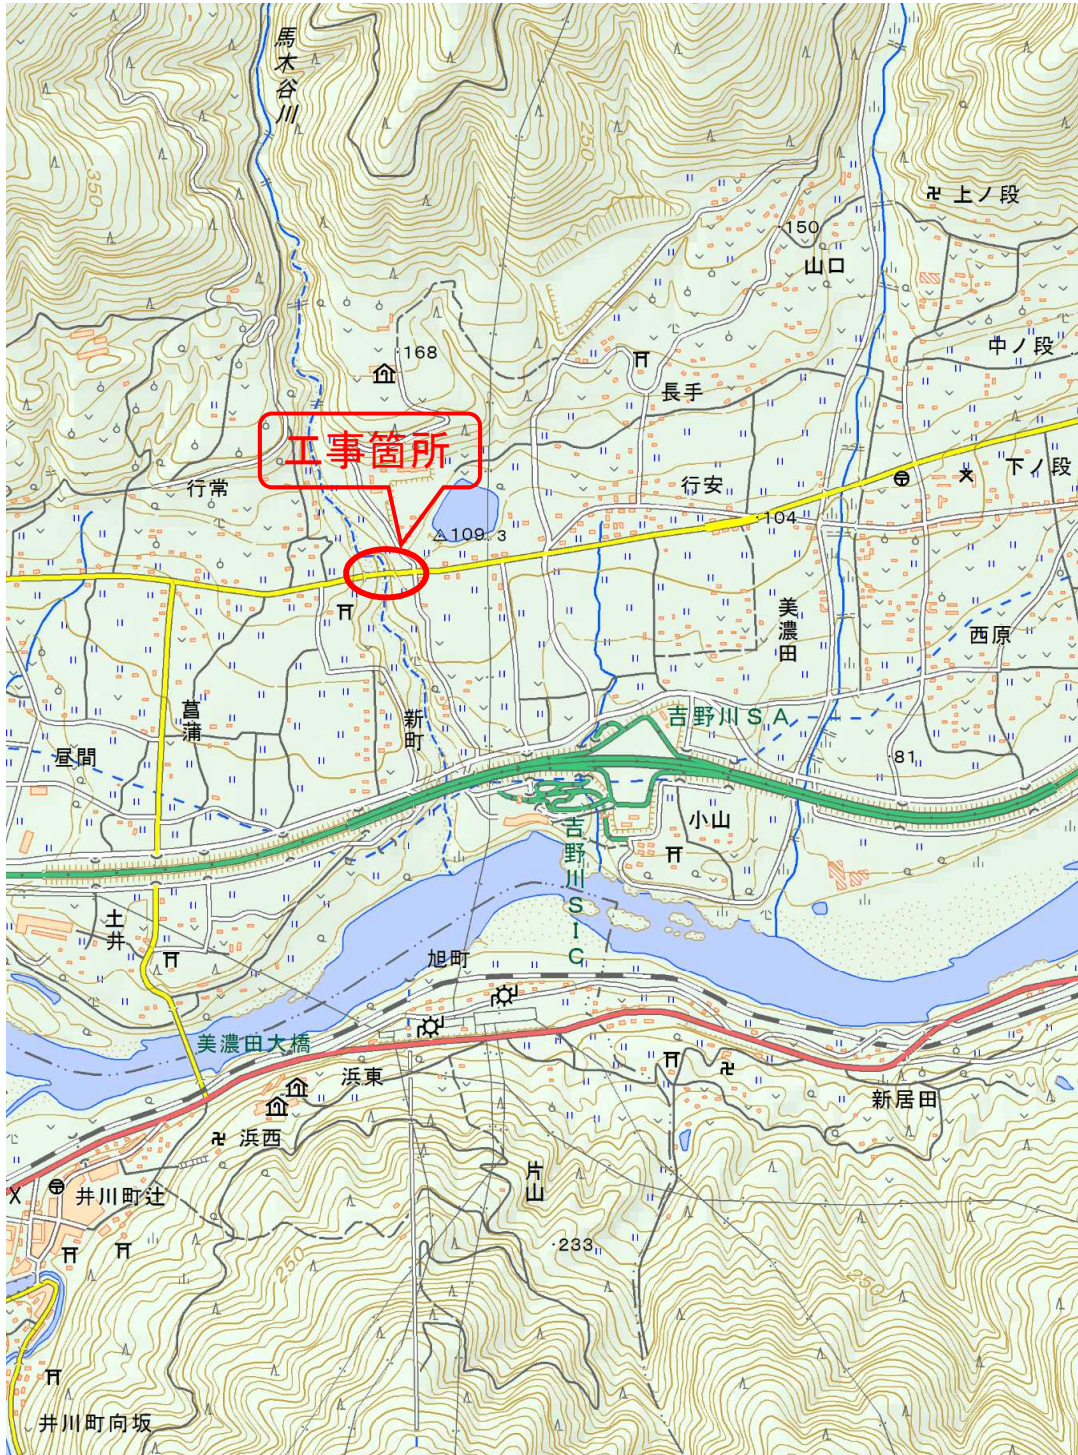 馬木谷川
350
250
卍 上ノ段
150
山口
中ノ段
168
長手
工事箇所
行常
行安
下ノ段
104
109.3
美濃田
西原
吉野川ＳＡ
菖蒲
新町
昼間
81
小山
吉野川ＳＩＣ
土井
旭町
美濃田大橋
浜東
新居田
浜西
片山
井川町辻
233
250
250
井川町向坂